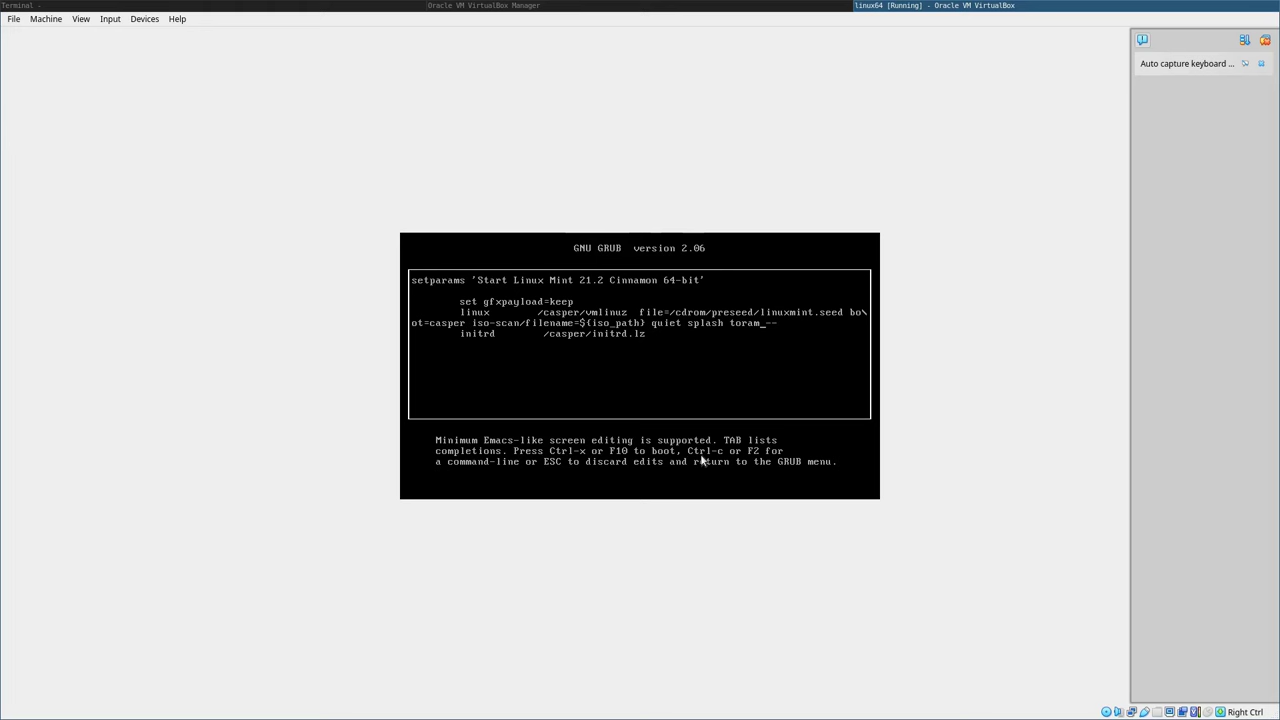 Terminal -
Oracle VM VirtualBox Manager
linux64 [Running] - Oracle VM VirtualBox
File Machine View Input Devices Help
Auto capture keyboard ...
GNU GRUB version 2.06
setparams 'Start Linux Mint 21.2 Cinnamon 64-bit'
set gfxpayload=keep
linux /casper/vmlinuz file=/cdrom/preseed/linuxmint.seed bo\
ot=casper iso-scan/filename=${iso_path} quiet splash toram_--
initrd /casper/initrd.lz
Minimum Emacs-like screen editing is supported. TAB lists
completions. Press Ctrl-x or F10 to boot, Ctrl-c or F2 for
a command-line or ESC to discard edits and return to the GRUB menu.
Right Ctrl